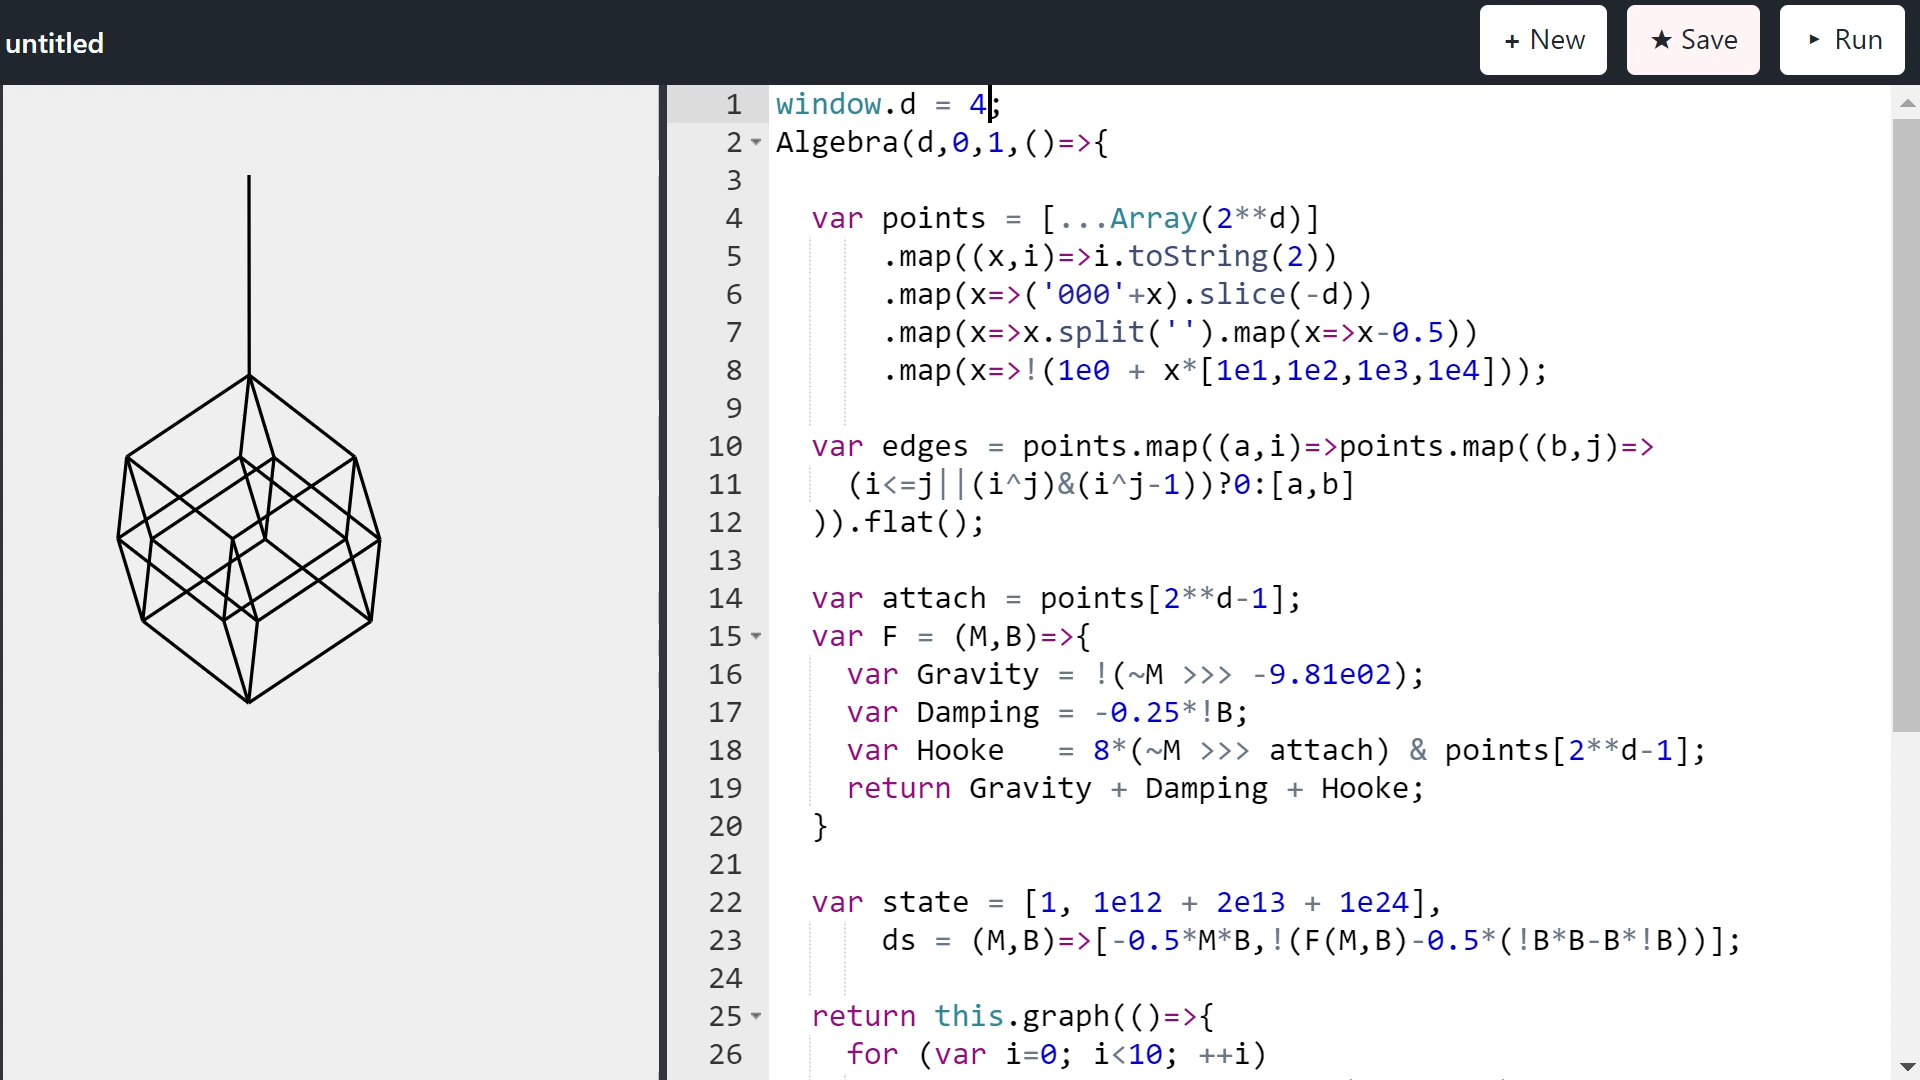 untitled
+ New
★ Save
‣ Run
1 window.d = 4;
2 Algebra(d,0,1,()=>{
3
4   var points = [...Array(2**d)]
5       .map((x,i)=>i.toString(2))
6       .map(x=>('000'+x).slice(-d))
7       .map(x=>x.split('').map(x=>x-0.5))
8       .map(x=>!(1e0 + x*[1e1,1e2,1e3,1e4]));
9
10   var edges = points.map((a,i)=>points.map((b,j)=>
11     (i<=j||(i^j)&(i^j-1))?0:[a,b]
12   )).flat();
13
14   var attach = points[2**d-1];
15   var F = (M,B)=>{
16     var Gravity = !(~M >>> -9.81e02);
17     var Damping = -0.25*!B;
18     var Hooke   = 8*(~M >>> attach) & points[2**d-1];
19     return Gravity + Damping + Hooke;
20   }
21
22   var state = [1, 1e12 + 2e13 + 1e24],
23       ds = (M,B)=>[-0.5*M*B,!(F(M,B)-0.5*(!B*B-B*!B))];
24
25   return this.graph(()=>{
26     for (var i=0; i<10; ++i)